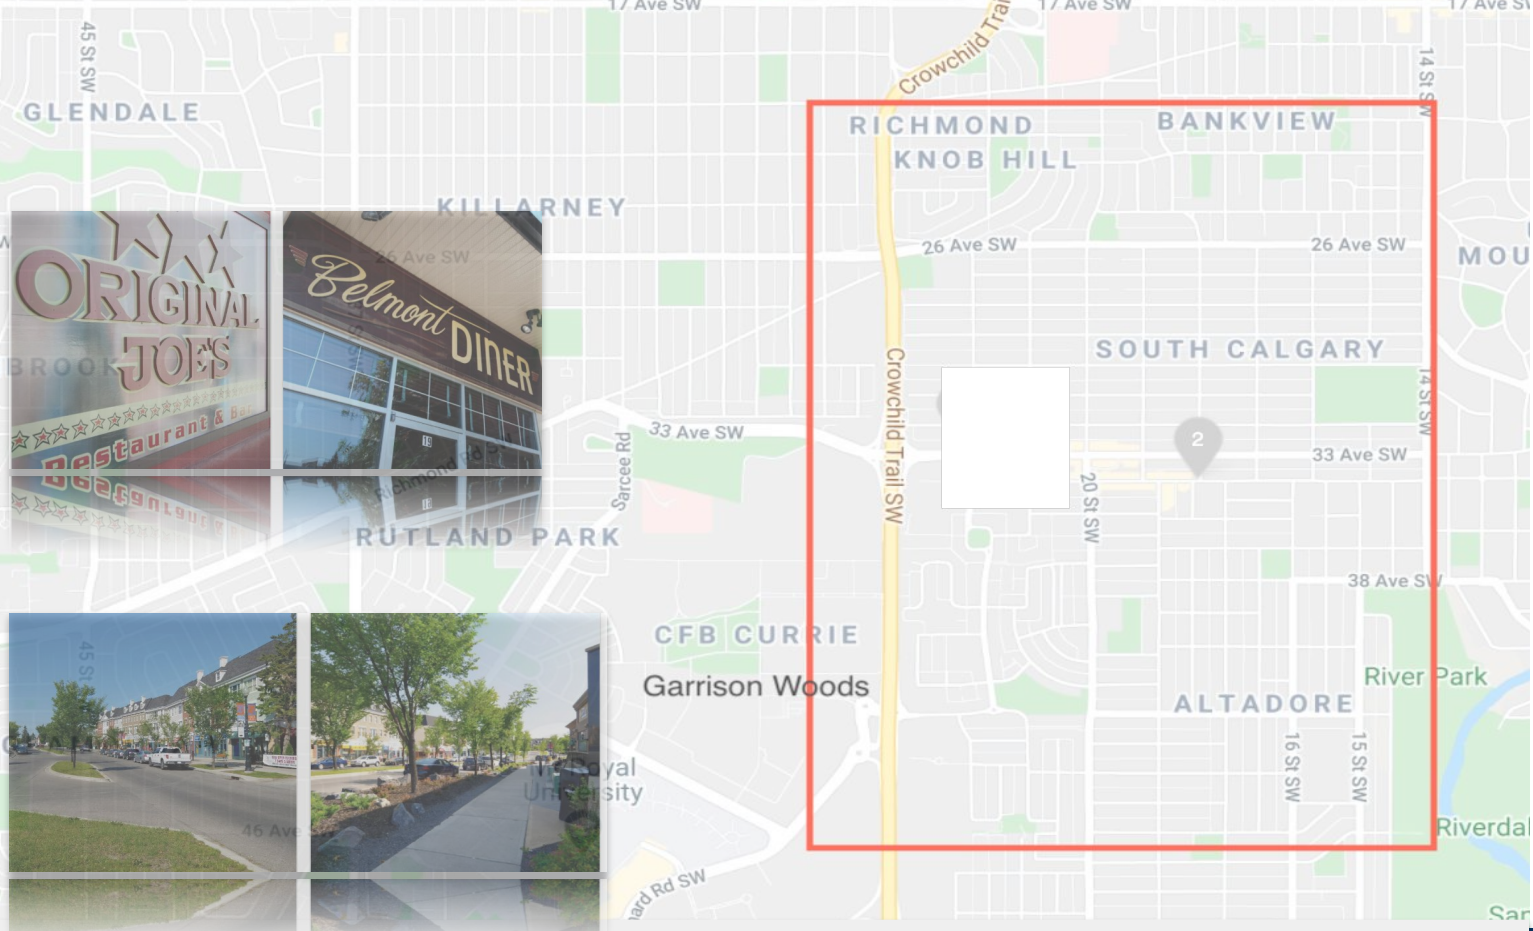 17 Ave SW
17 Ave SW
17 Ave SW
45 St SW
Crowchild Trai
14 St SW
GLENDALE
RICHMOND
KNOB HILL
BANKVIEW
KILLARNEY
26 Ave SW
26 Ave SW
26 Ave SW
MOU
ORIGINAL
JOE'S
Restaurant & Bar
Belmont
DINER
19
BROOK
SOUTH CALGARY
Crowchild Trail SW
14 St SW
33 Ave SW
Sarcee Rd
2
33 Ave SW
Richmond Rd S
20 St SW
RUTLAND PARK
38 Ave SW
CFB CURRIE
Garrison Woods
River Park
45 St
ALTADORE
16 St SW
15 St SW
Royal
University
46 Ave S
Riverdal
ard Rd SW
San